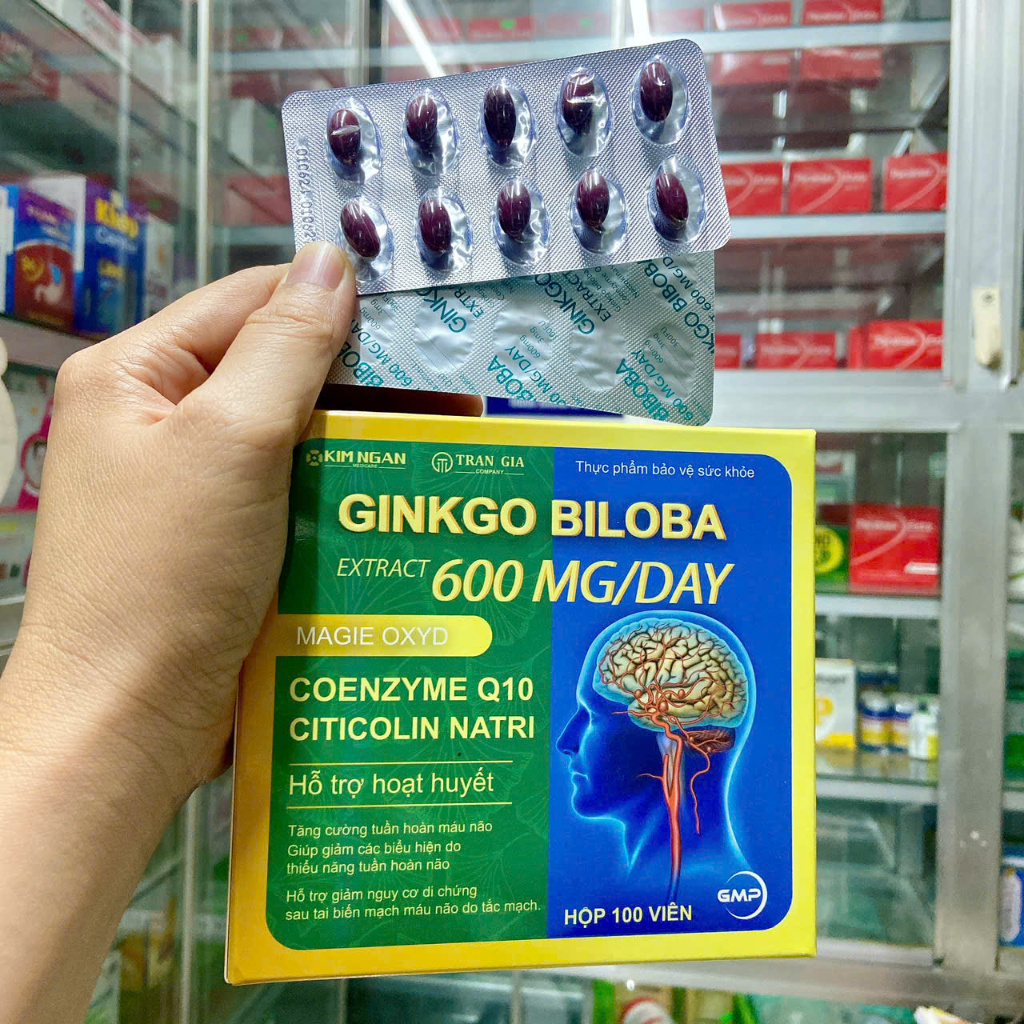 GINKGO BILOBA
EXTRACT
600 MG/DAY
KIM NGAN
MEDICARE
TRAN GIA
COMPANY
Thực phẩm bảo vệ sức khỏe
GINKGO BILOBA
EXTRACT 600 MG/DAY
MAGIE OXYD
COENZYME Q10
CITICOLIN NATRI
Hỗ trợ hoạt huyết
Tăng cường tuần hoàn máu não
Giúp giảm các biểu hiện do
thiểu năng tuần hoàn não
Hỗ trợ giảm nguy cơ di chứng
sau tai biến mạch máu não do tắc mạch.
GMP
HỘP 100 VIÊN